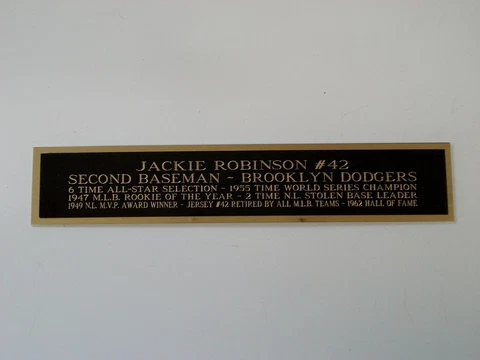 JACKIE ROBINSON #42
SECOND BASEMAN ~ BROOKLYN DODGERS
6 TIME ALL-STAR SELECTION ~ 1955 TIME WORLD SERIES CHAMPION
1947 M.L.B. ROOKIE OF THE YEAR ~ 2 TIME N.L. STOLEN BASE LEADER
1949 N.L. M.V.P. AWARD WINNER ~ JERSEY #42 RETIRED BY ALL M.L.B. TEAMS ~ 1962 HALL OF FAME